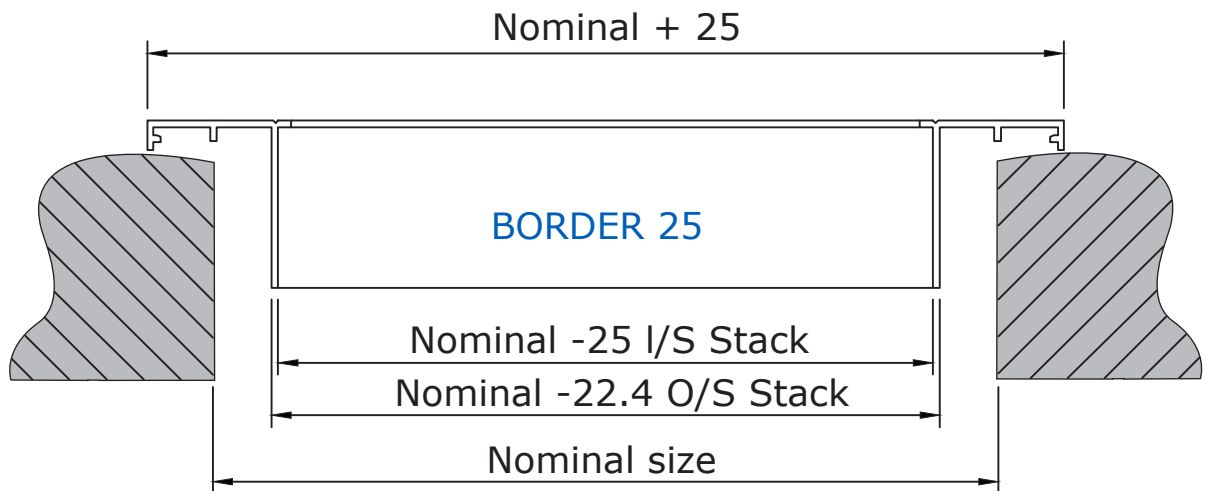 Nominal + 25
BORDER 25
Nominal -25 l/S Stack
Nominal -22.4 O/S Stack
Nominal size